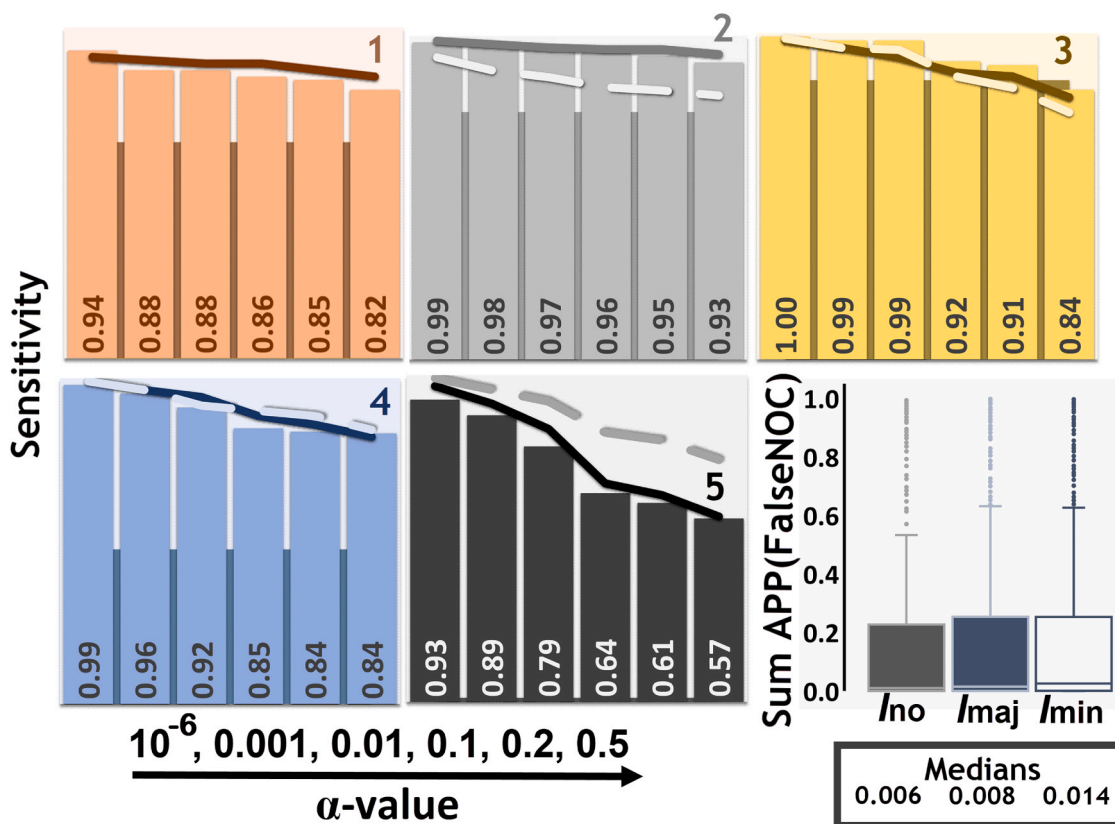 1
0.94 0.88 0.88 0.86 0.85 0.82
2
0.99 0.98 0.97 0.96 0.95 0.93
3
1.00 0.99 0.99 0.92 0.91 0.84
Sensitivity
4
0.99 0.96 0.92 0.85 0.84 0.84
5
0.93 0.89 0.79 0.64 0.61 0.57
10⁻⁶, 0.001, 0.01, 0.1, 0.2, 0.5
α-value
Sum APP(FalseNOC)
1.0
0.8
0.6
0.4
0.2
0.0
Ino Imaj Imin
Medians
0.006 0.008 0.014